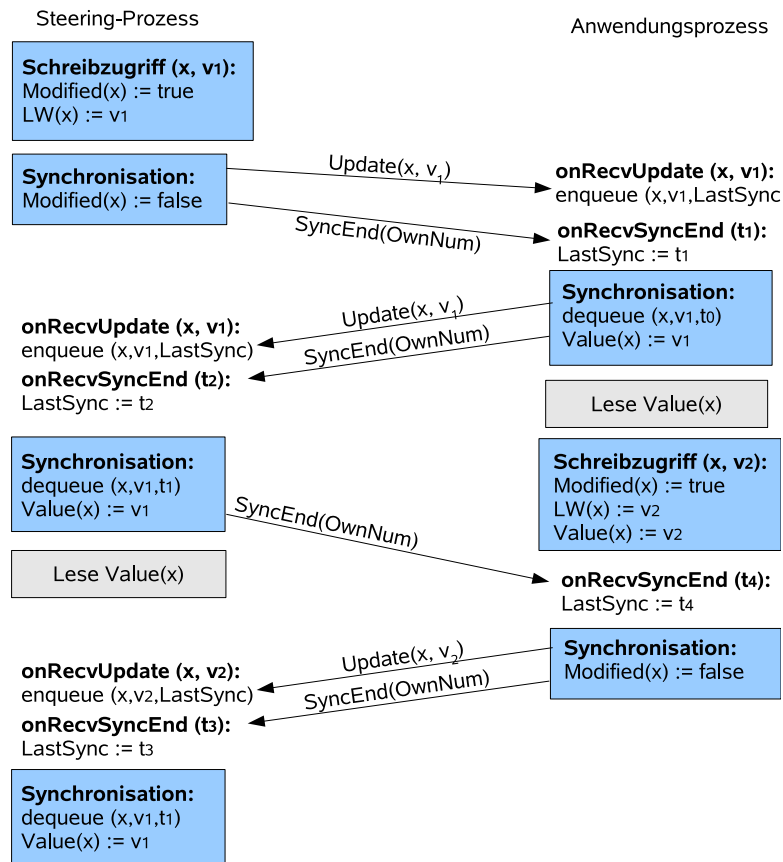 Steering-Prozess
Anwendungsprozess
Schreibzugriff (x, v1):
Modified(x) := true
LW(x) := v1
Synchronisation:
Modified(x) := false
Update(x, v1)
onRecvUpdate (x, v1):
enqueue (x,v1,LastSync
SyncEnd(OwnNum)
onRecvSyncEnd (t1):
LastSync := t1
Synchronisation:
dequeue (x,v1,t0)
Value(x) := v1
Update(x, v1)
SyncEnd(OwnNum)
onRecvUpdate (x, v1):
enqueue (x,v1,LastSync)
onRecvSyncEnd (t2):
LastSync := t2
Lese Value(x)
Synchronisation:
dequeue (x,v1,t1)
Value(x) := v1
Schreibzugriff (x, v2):
Modified(x) := true
LW(x) := v2
Value(x) := v2
SyncEnd(OwnNum)
Lese Value(x)
onRecvSyncEnd (t4):
LastSync := t4
Synchronisation:
Modified(x) := false
Update(x, v2)
SyncEnd(OwnNum)
onRecvUpdate (x, v2):
enqueue (x,v2,LastSync)
onRecvSyncEnd (t3):
LastSync := t3
Synchronisation:
dequeue (x,v1,t1)
Value(x) := v1